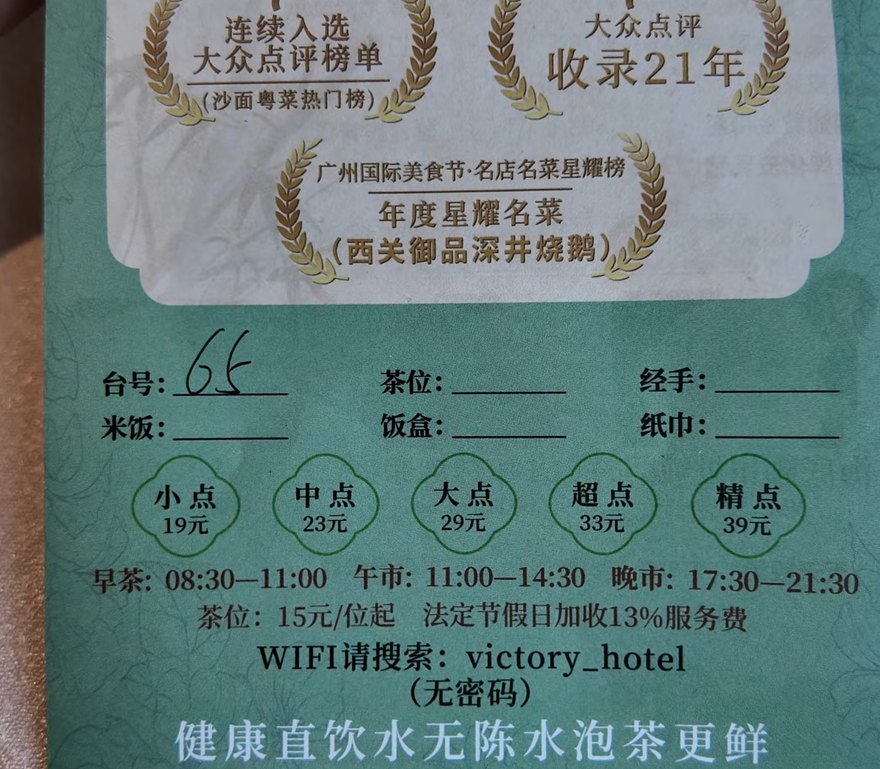 连续入选
大众点评榜单
(沙面粤菜热门榜)
大众点评
收录21年
广州国际美食节·名店名菜星耀榜
年度星耀名菜
(西关御品深井烧鹅)
台号: 65 茶位: 经手:
米饭: 饭盒: 纸巾:
小点 中点 大点 超点 精点
19元 23元 29元 33元 39元
早茶: 08:30—11:00 午市: 11:00—14:30 晚市: 17:30—21:30
茶位: 15元/位起 法定节假日加收13%服务费
WIFI请搜索: victory_hotel
(无密码)
健康直饮水无陈水泡茶更鲜